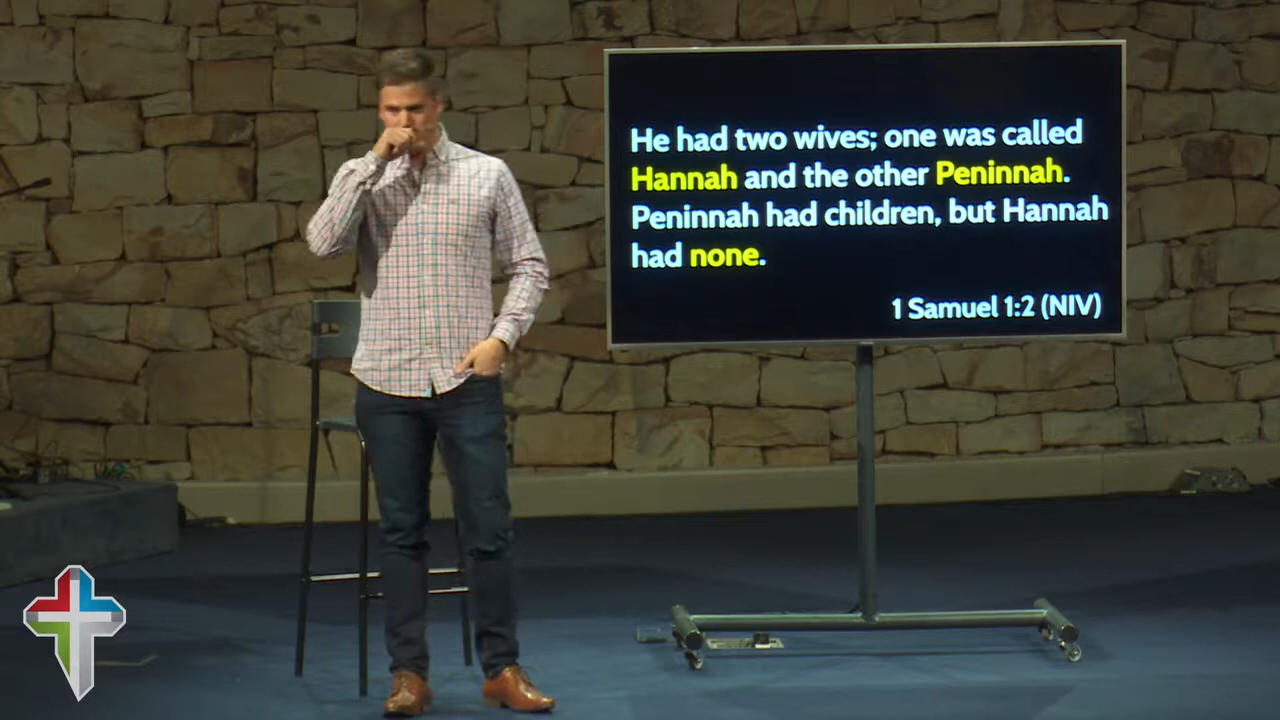 He had two wives; one was called
Hannah and the other Peninnah.
Peninnah had children, but Hannah
had none.
1 Samuel 1:2 (NIV)